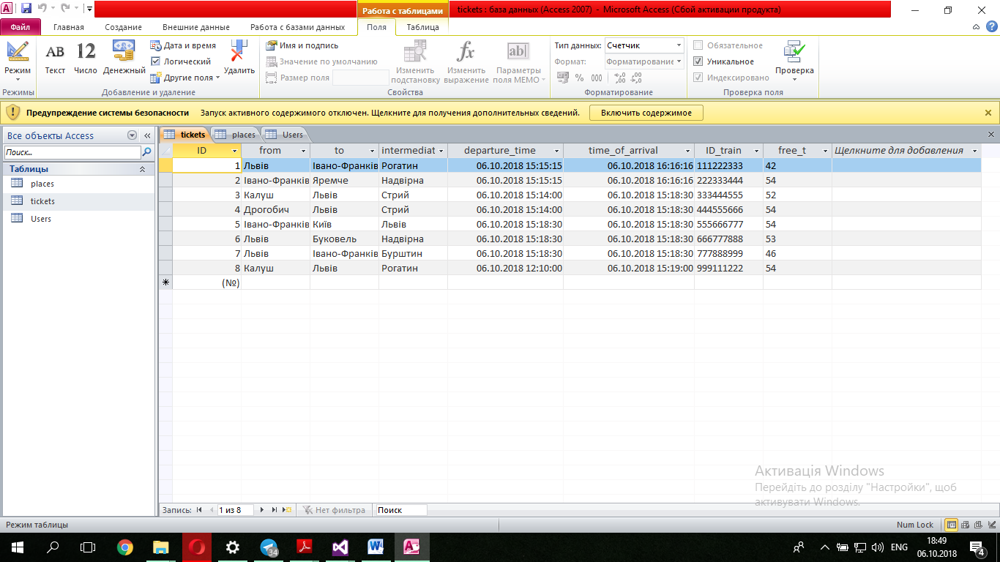 Работа с таблицами
tickets : база данных (Access 2007) - Microsoft Access (Сбой активации продукта)
Файл Главная Создание Внешние данные Работа с базами данных Поля Таблица
Режим
Режимы
AB Текст
12 Число
Денежный
Дата и время
Логический
Другие поля
Удалить
Добавление и удаление
Имя и подпись
Значение по умолчанию
Размер поля
Изменить подстановку
fx Изменить выражение
ab Параметры поля МЕМО
Свойства
Тип данных: Счетчик
Формат: Форматирование
% 000 ,00 ,00
Форматирование
Обязательное
Уникальное
Индексировано
Проверка
Проверка поля
Предупреждение системы безопасности Запуск активного содержимого отключен. Щелкните для получения дополнительных сведений. Включить содержимое
Все объекты Access
Поиск...
Таблицы
places
tickets
Users
tickets places Users
ID from to intermediat departure_time time_of_arrival ID_train free_t Щелкните для добавления
1 Львів Івано-Франків Рогатин 06.10.2018 15:15:15 06.10.2018 16:16:16 111222333 42
2 Івано-Франків Яремче Надвірна 06.10.2018 15:15:15 06.10.2018 16:16:16 222333444 54
3 Калуш Львів Стрий 06.10.2018 15:14:00 06.10.2018 15:18:30 333444555 52
4 Дрогобич Львів Стрий 06.10.2018 15:14:00 06.10.2018 15:18:30 444555666 54
5 Івано-Франків Київ Львів 06.10.2018 15:18:30 06.10.2018 15:18:30 555666777 54
6 Львів Буковель Надвірна 06.10.2018 15:18:30 06.10.2018 15:18:30 666777888 53
7 Львів Івано-Франків Бурштин 06.10.2018 15:18:30 06.10.2018 15:18:30 777888999 46
8 Калуш Львів Рогатин 06.10.2018 12:10:00 06.10.2018 15:19:00 999111222 54
(№)
Активація Windows
Перейдіть до розділу "Настройки", щоб
активувати Windows.
Запись: 1 из 8 Нет фильтра Поиск
Режим таблицы Num Lock
34
ENG
18:49
06.10.2018
4